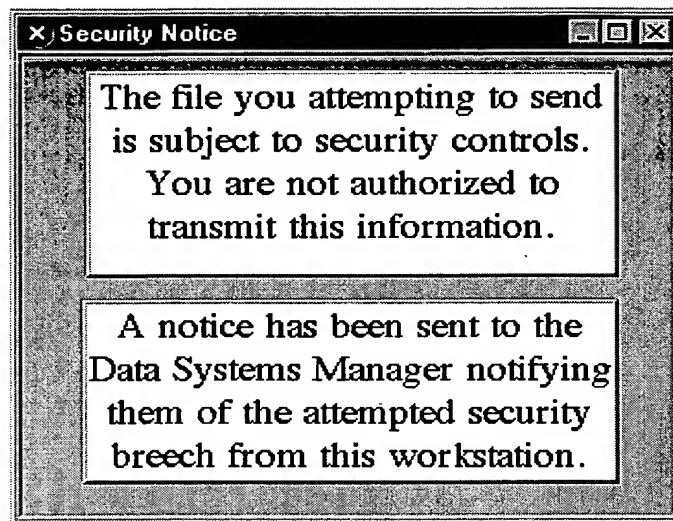 Security Notice
The file you attempting to send
is subject to security controls.
You are not authorized to
transmit this information.
A notice has been sent to the
Data Systems Manager notifying
them of the attempted security
breech from this workstation.